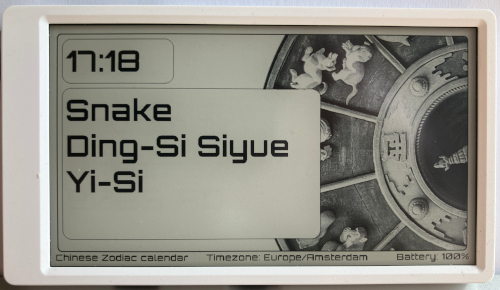 17:18
Snake
Ding-Si Siyue
Yi-Si
Chinese Zodiac calendar Timezone: Europe/Amsterdam Battery: 100%